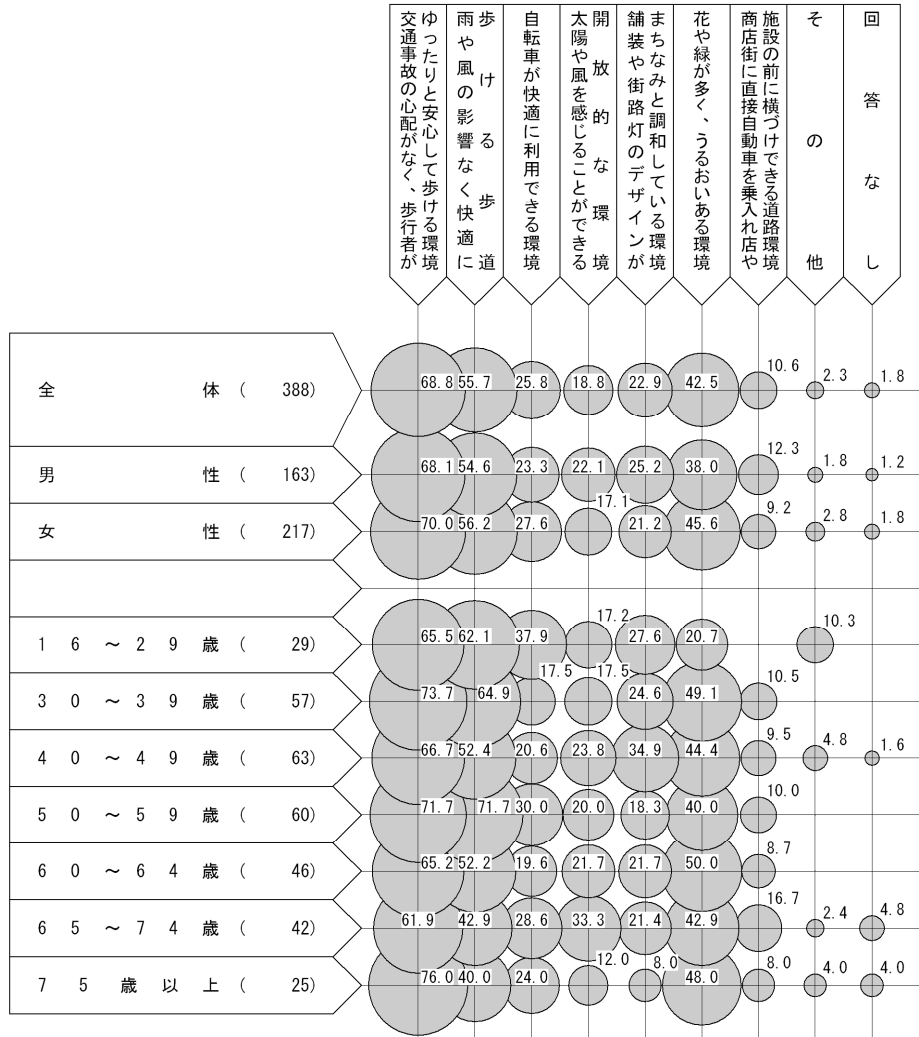 交通事故の心配がなく、歩行者が
ゆったりと安心して歩ける環境
雨や風の影響なく快適に
歩ける歩道
自転車が快適に利用できる環境
太陽や風を感じることができる
開放的な環境
舗装や街路灯のデザインが
まちなみと調和している環境
花や緑が多く、うるおいある環境
商店街に直接自動車を乗入れ店や
施設の前に横づけできる道路環境
その他
回答なし
全体( 388) 68.8 55.7 25.8 18.8 22.9 42.5 10.6 2.3 1.8
男性( 163) 68.1 54.6 23.3 22.1 25.2 38.0 12.3 1.8 1.2
女性( 217) 70.0 56.2 27.6 17.1 21.2 45.6 9.2 2.8 1.8
16～29歳( 29) 65.5 62.1 37.9 17.2 27.6 20.7 10.3
30～39歳( 57) 73.7 64.9 17.5 17.5 24.6 49.1 10.5
40～49歳( 63) 66.7 52.4 20.6 23.8 34.9 44.4 9.5 4.8 1.6
50～59歳( 60) 71.7 71.7 30.0 20.0 18.3 40.0 10.0
60～64歳( 46) 65.2 52.2 19.6 21.7 21.7 50.0 8.7
65～74歳( 42) 61.9 42.9 28.6 33.3 21.4 42.9 16.7 2.4 4.8
75歳以上( 25) 76.0 40.0 24.0 12.0 8.0 48.0 8.0 4.0 4.0